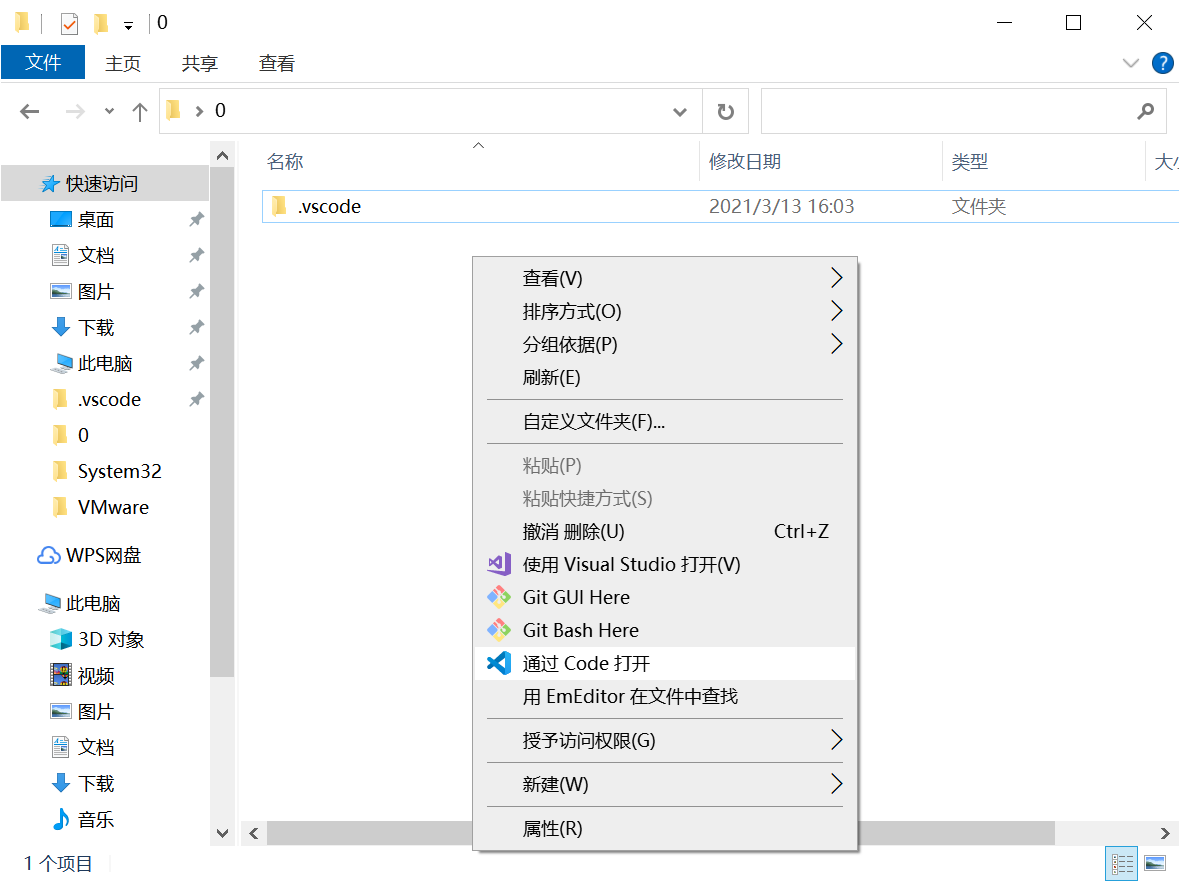 0
文件 主页 共享 查看
0
名称 修改日期 类型 大
快速访问
.vscode 2021/3/13 16:03 文件夹
桌面
文档
图片
下载
此电脑
.vscode
0
System32
VMware
WPS网盘
此电脑
3D 对象
视频
图片
文档
下载
音乐
查看(V)
排序方式(O)
分组依据(P)
刷新(E)
自定义文件夹(F)...
粘贴(P)
粘贴快捷方式(S)
撤消 删除(U) Ctrl+Z
使用 Visual Studio 打开(V)
Git GUI Here
Git Bash Here
通过 Code 打开
用 EmEditor 在文件中查找
授予访问权限(G)
新建(W)
属性(R)
1 个项目